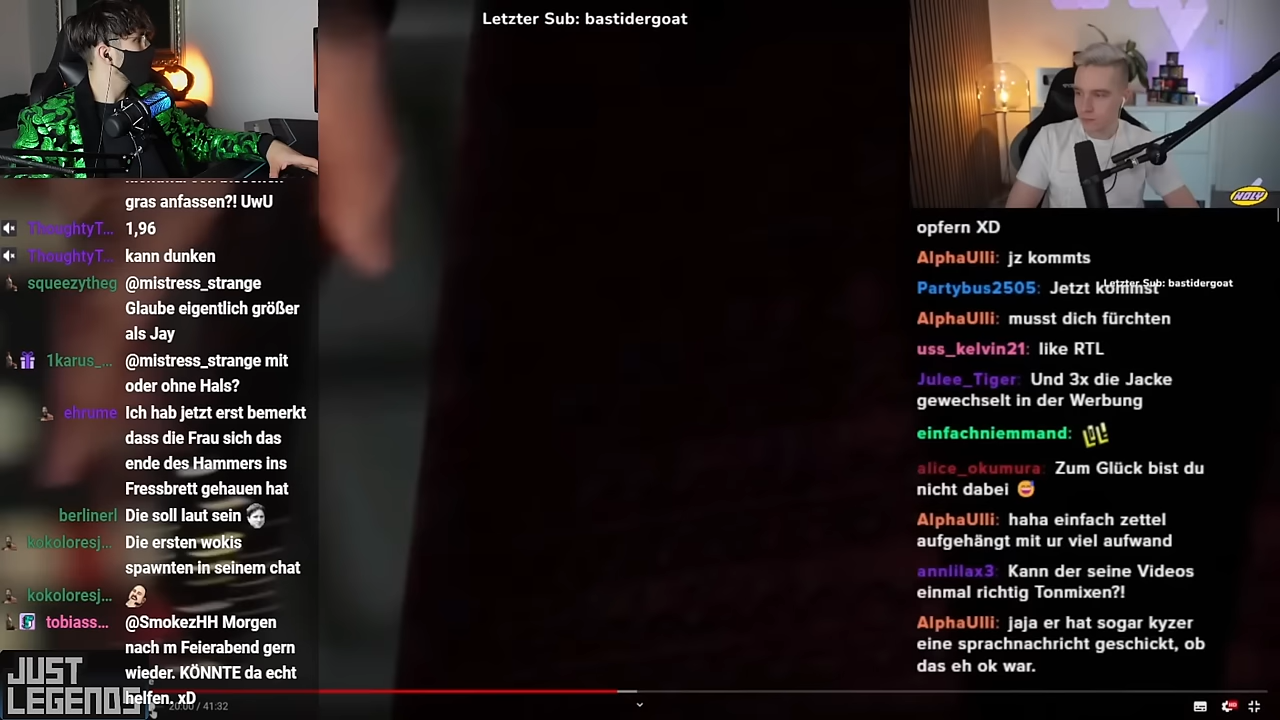 Letzter Sub: bastidergoat
gras anfassen?! UwU
ThoughtyT... 1,96
ThoughtyT... kann dunken
squeezytheg @mistress_strange
Glaube eigentlich größer
als Jay
1karus_... @mistress_strange mit
oder ohne Hals?
ehrume Ich hab jetzt erst bemerkt
dass die Frau sich das
ende des Hammers ins
Fressbrett gehauen hat
berlinerl Die soll laut sein
kokoloresj... Die ersten wokis
spawnten in seinem chat
kokoloresj...
tobiass... @SmokezHH Morgen
nach m Feierabend gern
wieder. KÖNNTE da echt
helfen. xD
JUST
LEGENDS
20:00 / 41:32
HOLY
opfern XD
AlphaUlli: jz kommts
Partybus2505: Jetzt kommst
Letzter Sub: bastidergoat
AlphaUlli: musst dich fürchten
uss_kelvin21: like RTL
Julee_Tiger: Und 3x die Jacke
gewechselt in der Werbung
einfachniemmand:
alice_okumura: Zum Glück bist du
nicht dabei
AlphaUlli: haha einfach zettel
aufgehängt mit ur viel aufwand
annlilax3: Kann der seine Videos
einmal richtig Tonmixen?!
AlphaUlli: jaja er hat sogar kyzer
eine sprachnachricht geschickt, ob
das eh ok war.